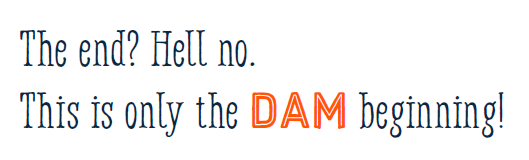 The end? Hell no.
This is only the DAM beginning!